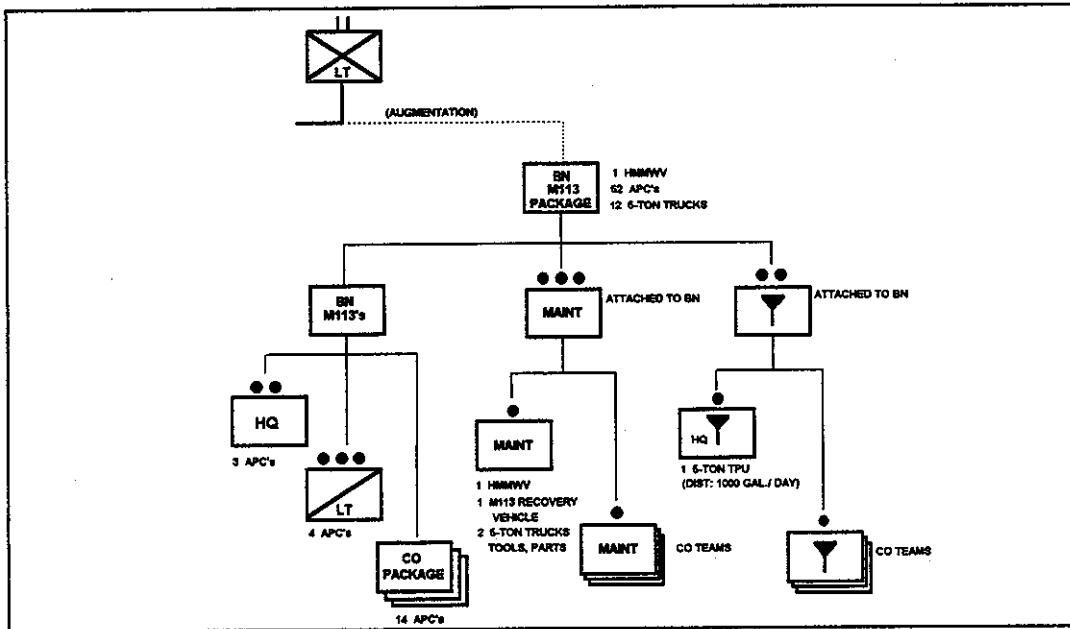 LT
(AUGMENTATION)
BN
M113
PACKAGE
1 HMMWV
52 APC's
12 5-TON TRUCKS
BN
M113's
MAINT
ATTACHED TO BN
ATTACHED TO BN
HQ
3 APC's
LT
4 APC's
CO
PACKAGE
14 APC's
MAINT
1 HMMWV
1 M113 RECOVERY
VEHICLE
2 5-TON TRUCKS
TOOLS, PARTS
MAINT
CO TEAMS
HQ
1 5-TON TPU
(DIST: 1000 GAL./ DAY)
CO TEAMS